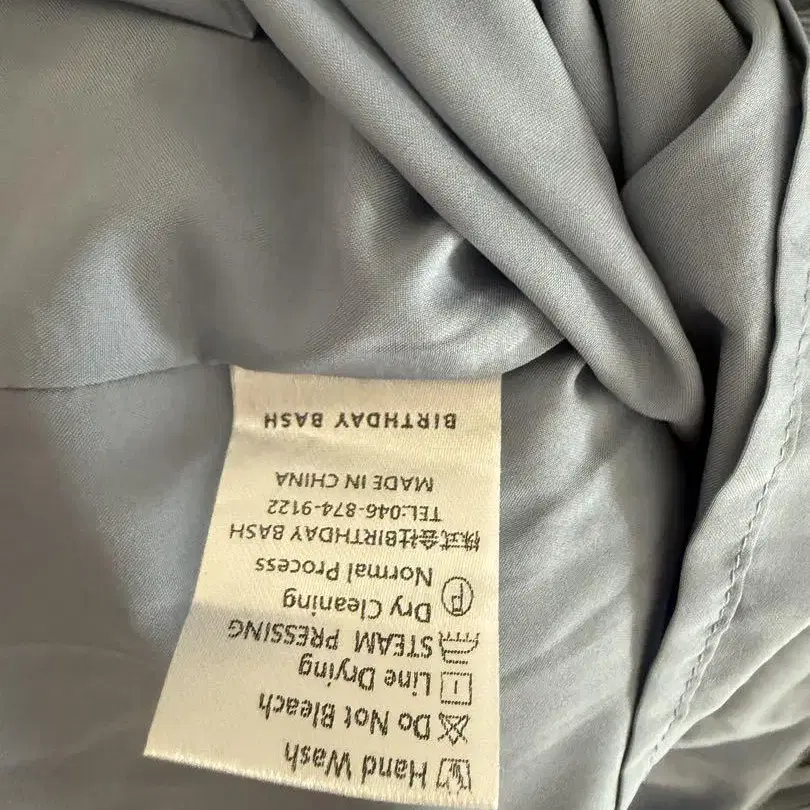 Hand Wash
Do Not Bleach
Line Drying
STEAM PRESSING
Dry Cleaning
Normal Process
株式会社BIRTHDAY BASH
TEL:046-874-9122
MADE IN CHINA
BIRTHDAY BASH